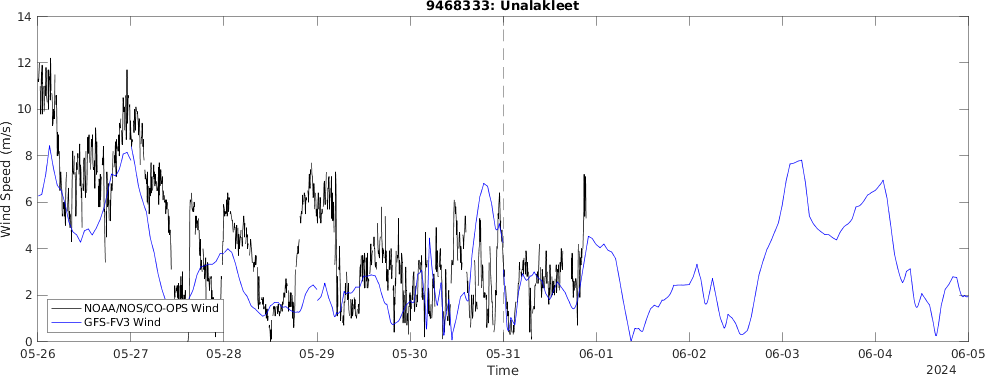 9468333: Unalakleet
14
12
10
8
6
4
2
0
Wind Speed (m/s)
NOAA/NOS/CO-OPS Wind
GFS-FV3 Wind
05-26 05-27 05-28 05-29 05-30 05-31 06-01 06-02 06-03 06-04 06-05
Time
2024